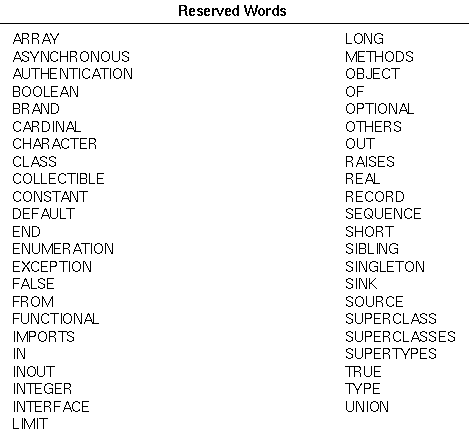 Reserved Words
ARRAY
ASYNCHRONOUS
AUTHENTICATION
BOOLEAN
BRAND
CARDINAL
CHARACTER
CLASS
COLLECTIBLE
CONSTANT
DEFAULT
END
ENUMERATION
EXCEPTION
FALSE
FROM
FUNCTIONAL
IMPORTS
IN
INOUT
INTEGER
INTERFACE
LIMIT
LONG
METHODS
OBJECT
OF
OPTIONAL
OTHERS
OUT
RAISES
REAL
RECORD
SEQUENCE
SHORT
SIBLING
SINGLETON
SINK
SOURCE
SUPERCLASS
SUPERCLASSES
SUPERTYPES
TRUE
TYPE
UNION